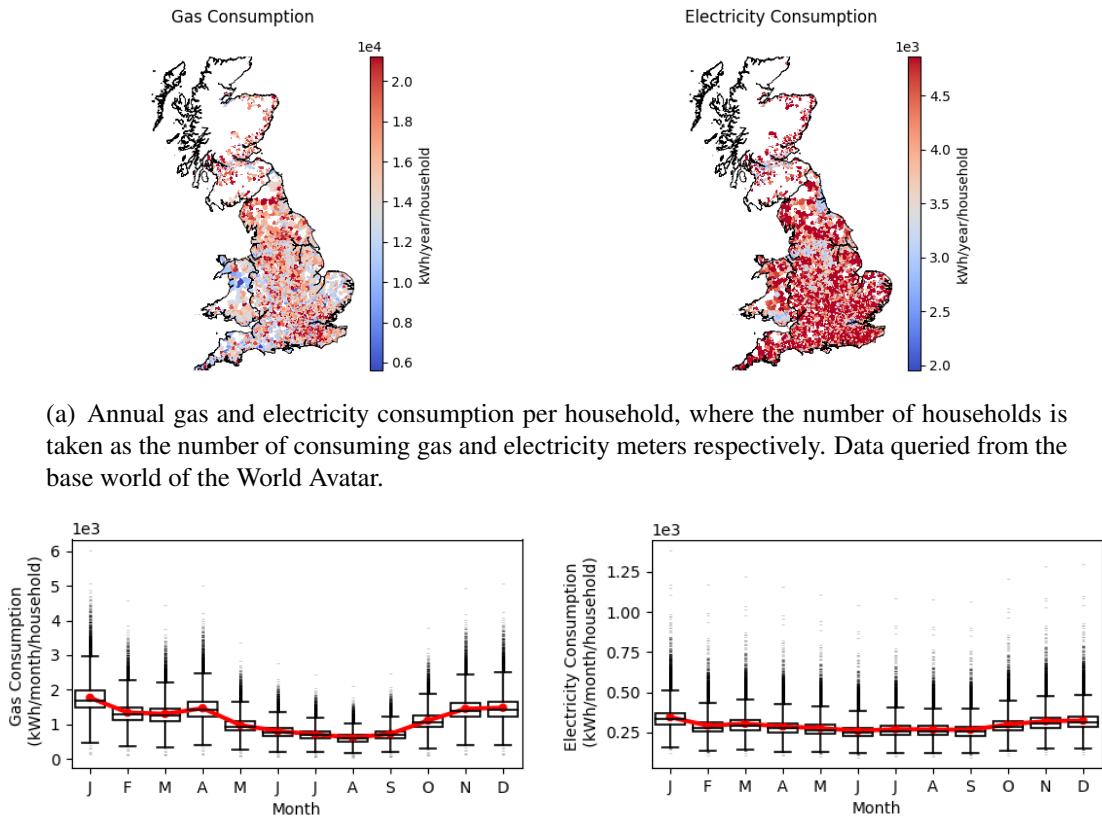 Gas Consumption
Electricity Consumption
1e4
2.0
1.8
1.6
1.4
1.2
1.0
0.8
0.6
kWh/year/household
1e3
4.5
4.0
3.5
3.0
2.5
2.0
kWh/year/household
(a) Annual gas and electricity consumption per household, where the number of households is
taken as the number of consuming gas and electricity meters respectively. Data queried from the
base world of the World Avatar.
1e3
6
5
4
3
2
1
0
Gas Consumption
(kWh/month/household)
J F M A M J J A S O N D
Month
1e3
1.25
1.00
0.75
0.50
0.25
Electricity Consumption
(kWh/month/household)
J F M A M J J A S O N D
Month